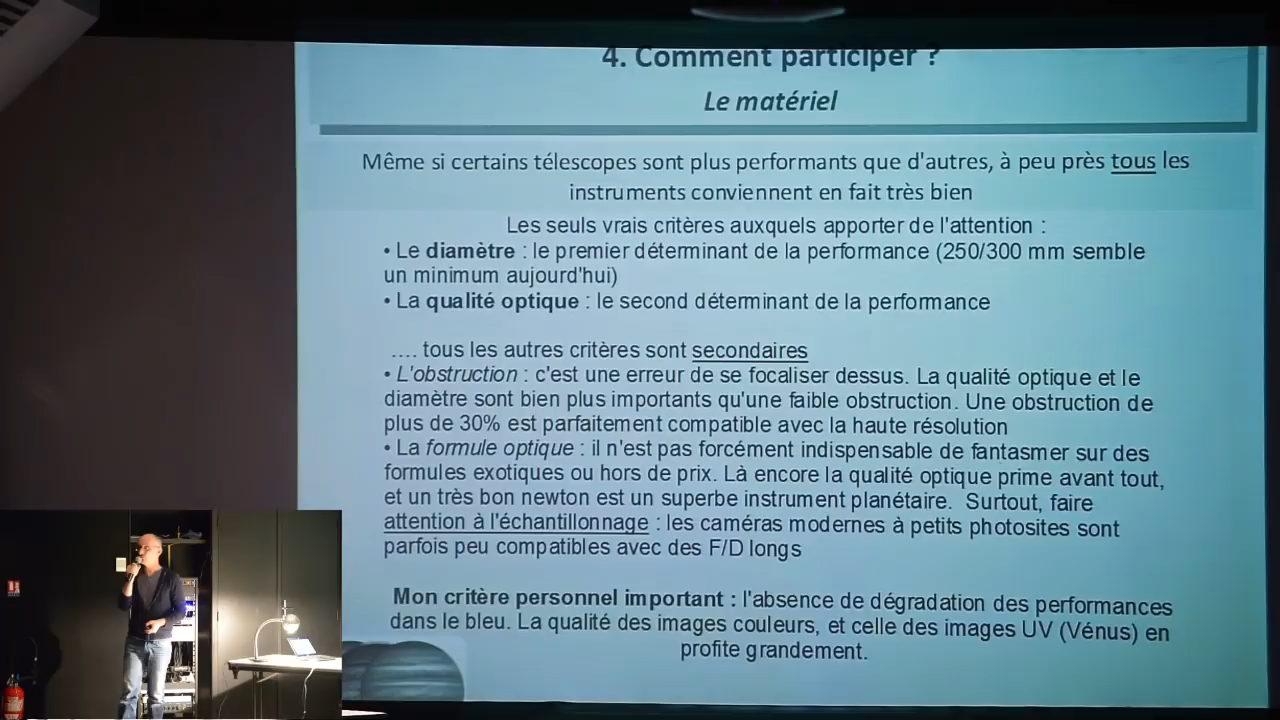 4. Comment participer ?
Le matériel
Même si certains télescopes sont plus performants que d'autres, à peu près tous les
instruments conviennent en fait très bien
Les seuls vrais critères auxquels apporter de l'attention :
• Le diamètre : le premier déterminant de la performance (250/300 mm semble
un minimum aujourd'hui)
• La qualité optique : le second déterminant de la performance
.... tous les autres critères sont secondaires
• L'obstruction : c'est une erreur de se focaliser dessus. La qualité optique et le
diamètre sont bien plus importants qu'une faible obstruction. Une obstruction de
plus de 30% est parfaitement compatible avec la haute résolution
• La formule optique : il n'est pas forcément indispensable de fantasmer sur des
formules exotiques ou hors de prix. Là encore la qualité optique prime avant tout,
et un très bon newton est un superbe instrument planétaire. Surtout, faire
attention à l'échantillonnage : les caméras modernes à petits photosites sont
parfois peu compatibles avec des F/D longs
Mon critère personnel important : l'absence de dégradation des performances
dans le bleu. La qualité des images couleurs, et celle des images UV (Vénus) en
profite grandement.